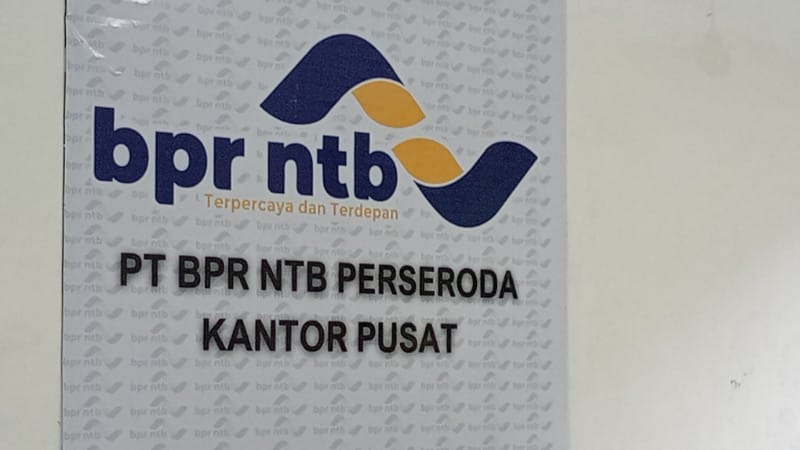 bpr ntb
Terpercaya dan Terdepan
PT BPR NTB PERSERODA
KANTOR PUSAT